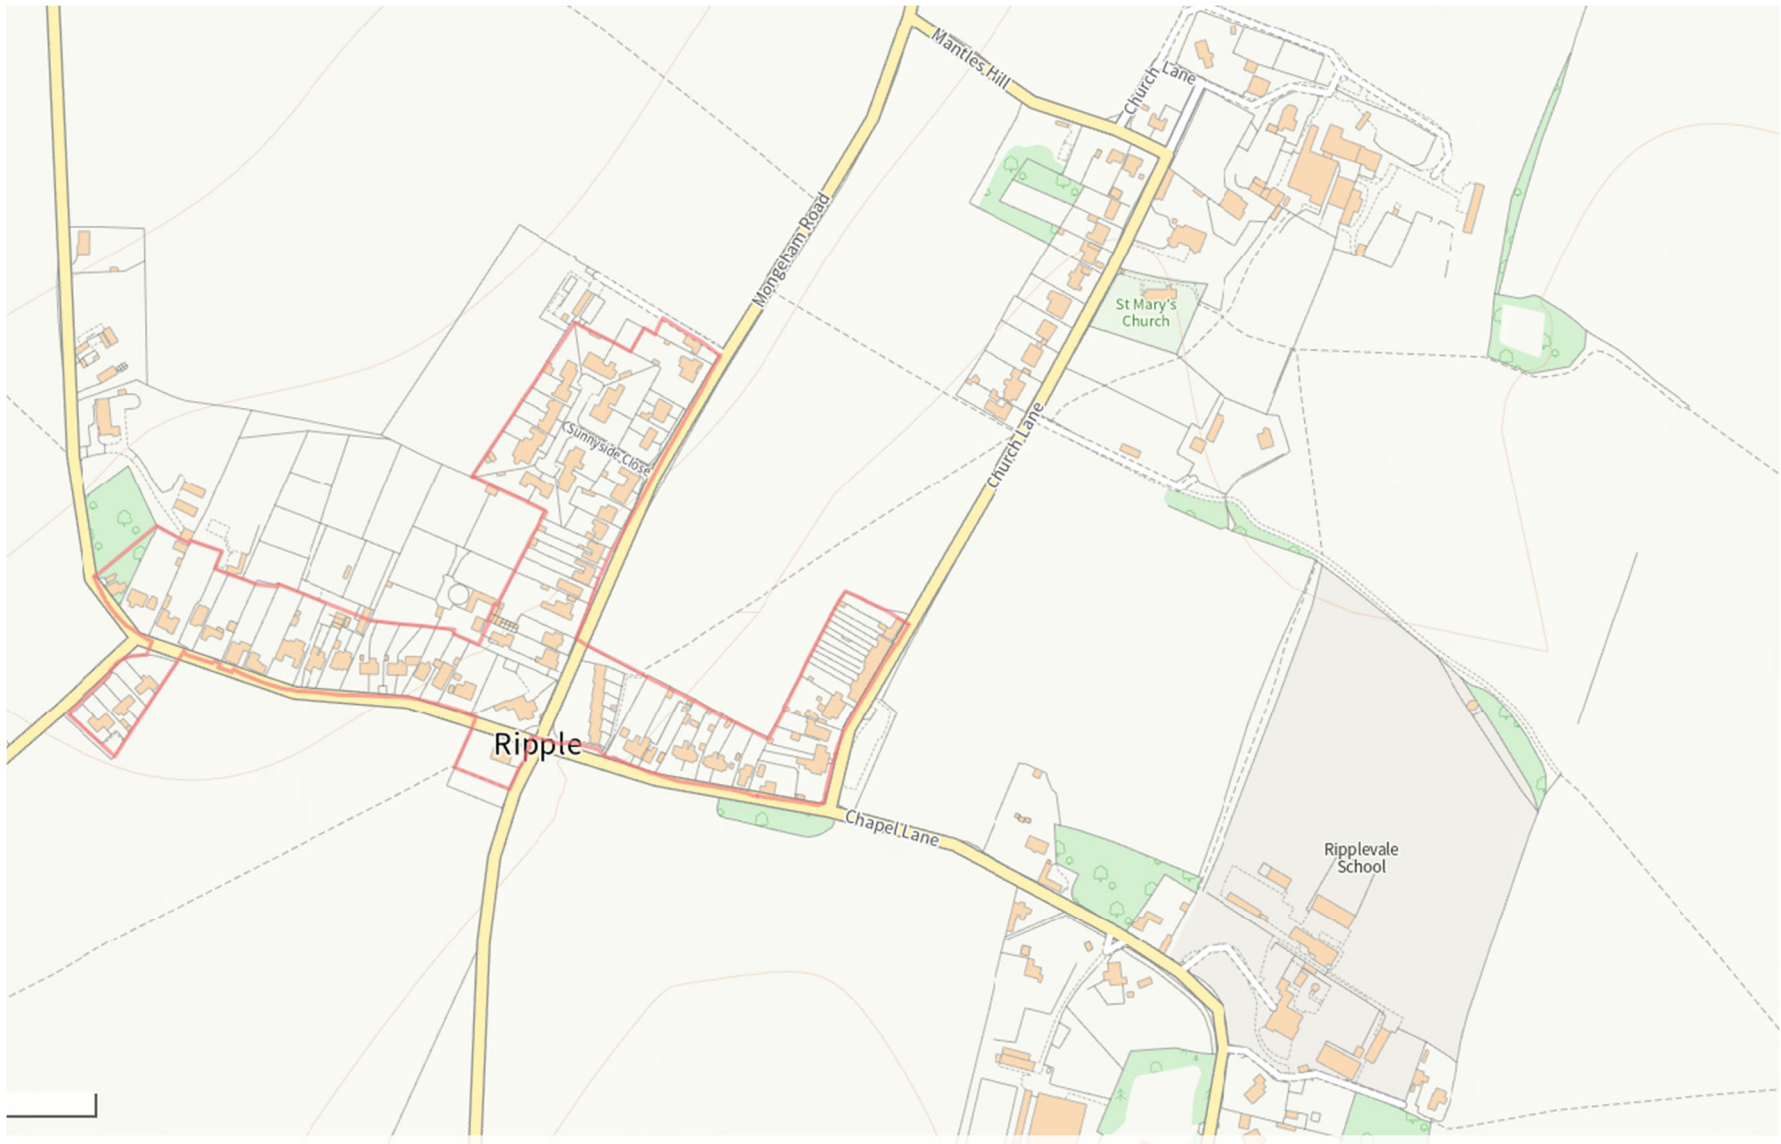 Mantles Hill
Church Lane
Mongeham Road
St Mary's
Church
Sunnyside Close
Church Lane
Ripple
Chapel Lane
Ripplevale
School